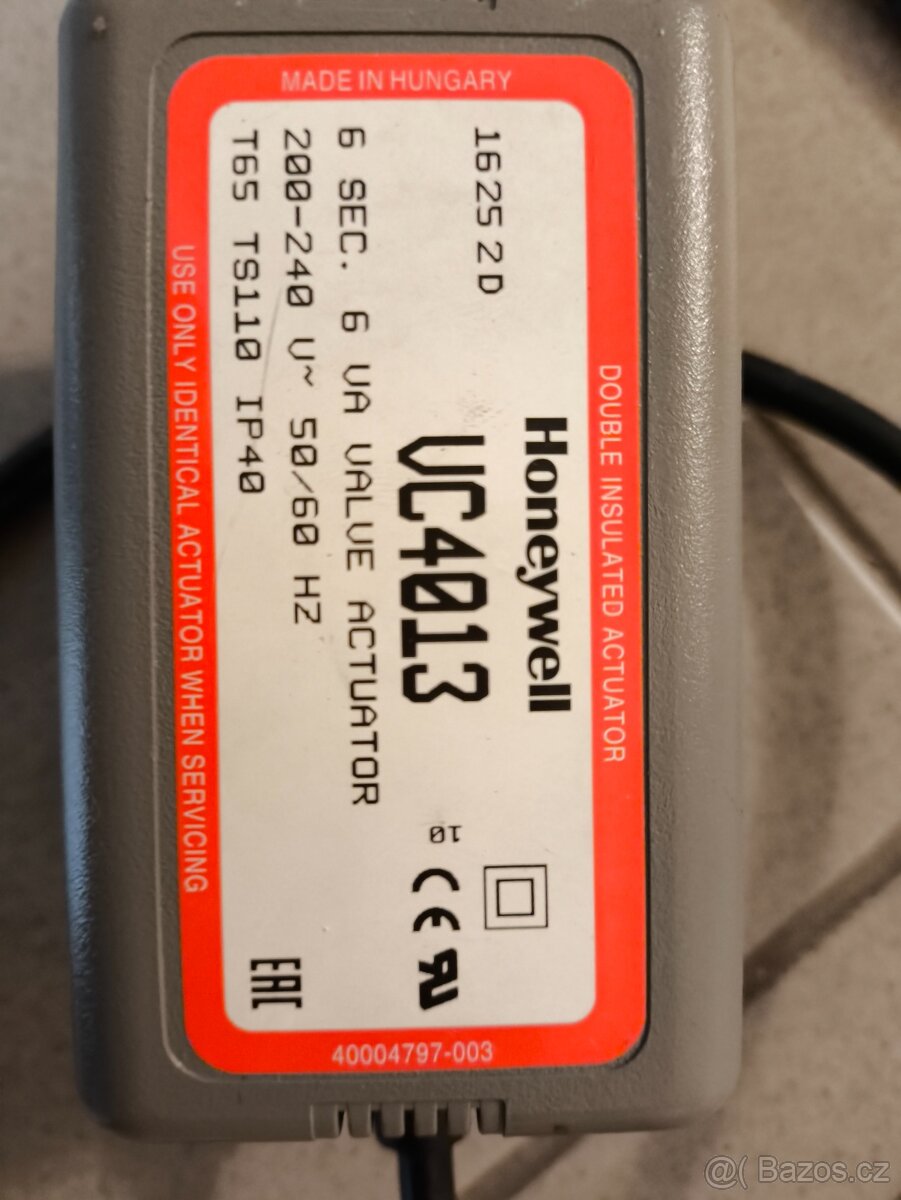 MADE IN HUNGARY
DOUBLE INSULATED ACTUATOR
1625 2 D
Honeywell
VC4013
6 SEC. 6 VA VALVE ACTUATOR
200-240 V~ 50/60 HZ
T65 TS110 IP40
10
CE
EAC
USE ONLY IDENTICAL ACTUATOR WHEN SERVICING
40004797-003
@( Bazos.cz